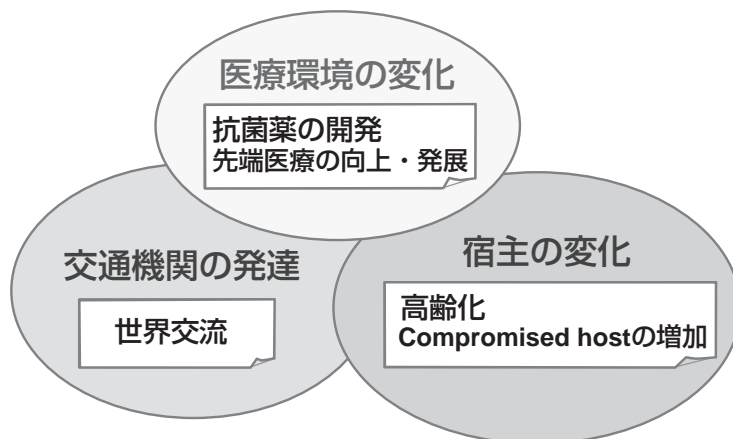 医療環境の変化
抗菌薬の開発
先端医療の向上・発展
交通機関の発達
世界交流
宿主の変化
高齢化
Compromised hostの増加